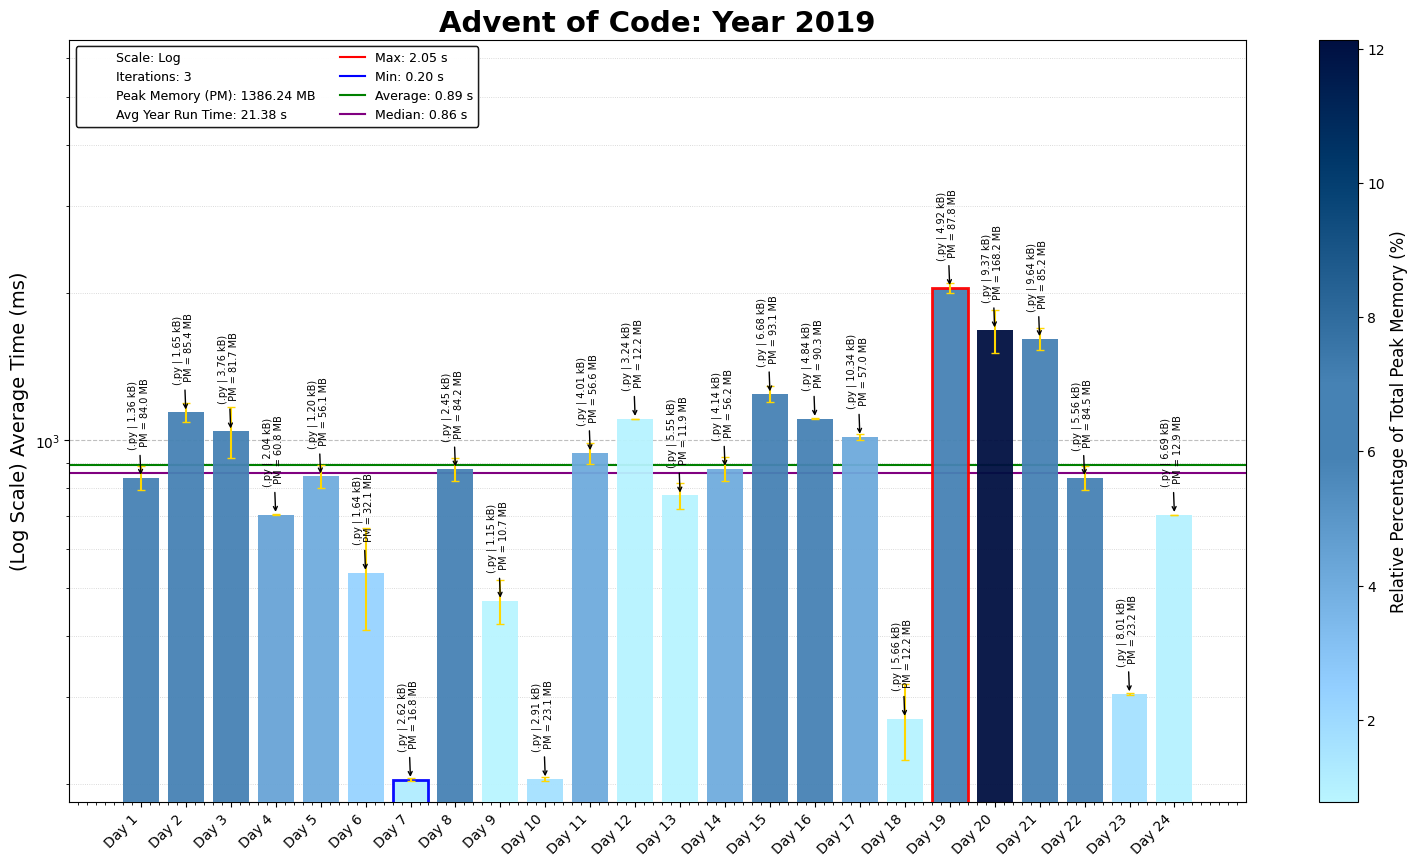 Advent of Code: Year 2019
Scale: Log
Iterations: 3
Peak Memory (PM): 1386.24 MB
Avg Year Run Time: 21.38 s
Max: 2.05 s
Min: 0.20 s
Average: 0.89 s
Median: 0.86 s
(Log Scale) Average Time (ms)
10³
(.py | 1.36 kB)
PM = 84.0 MB
(.py | 1.65 kB)
PM = 85.4 MB
(.py | 3.76 kB)
PM = 81.7 MB
(.py | 2.04 kB)
PM = 60.8 MB
(.py | 1.20 kB)
PM = 56.1 MB
(.py | 1.64 kB)
PM = 32.1 MB
(.py | 2.62 kB)
PM = 16.8 MB
(.py | 2.45 kB)
PM = 84.2 MB
(.py | 1.15 kB)
PM = 10.7 MB
(.py | 2.91 kB)
PM = 23.1 MB
(.py | 4.01 kB)
PM = 56.6 MB
(.py | 3.24 kB)
PM = 12.2 MB
(.py | 5.55 kB)
PM = 11.9 MB
(.py | 4.14 kB)
PM = 56.2 MB
(.py | 6.68 kB)
PM = 93.1 MB
(.py | 4.84 kB)
PM = 90.3 MB
(.py | 10.34 kB)
PM = 57.0 MB
(.py | 5.66 kB)
PM = 12.2 MB
(.py | 4.92 kB)
PM = 87.8 MB
(.py | 9.37 kB)
PM = 168.2 MB
(.py | 9.64 kB)
PM = 85.2 MB
(.py | 5.56 kB)
PM = 84.5 MB
(.py | 8.01 kB)
PM = 23.2 MB
(.py | 6.69 kB)
PM = 12.9 MB
Day 1
Day 2
Day 3
Day 4
Day 5
Day 6
Day 7
Day 8
Day 9
Day 10
Day 11
Day 12
Day 13
Day 14
Day 15
Day 16
Day 17
Day 18
Day 19
Day 20
Day 21
Day 22
Day 23
Day 24
12
10
8
6
4
2
Relative Percentage of Total Peak Memory (%)